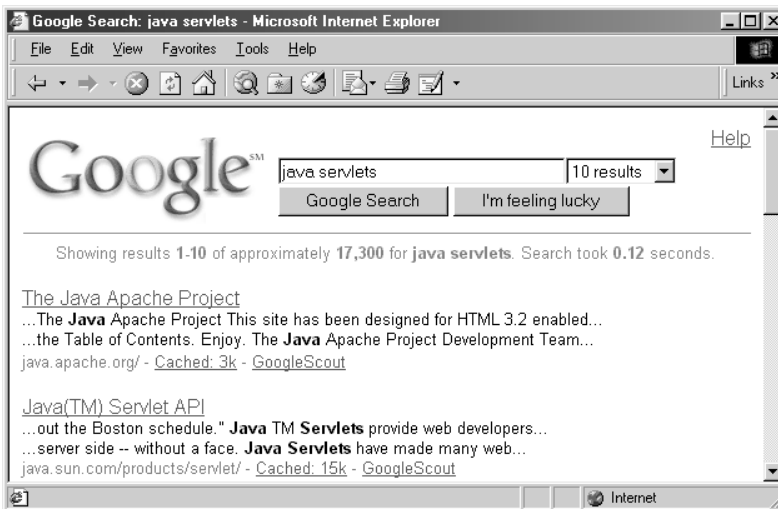 Google Search: java servlets - Microsoft Internet Explorer
File Edit View Favorites Tools Help
Links »
Help
Google SM
java servlets 10 results
Google Search I'm feeling lucky
Showing results 1-10 of approximately 17,300 for java servlets. Search took 0.12 seconds.
The Java Apache Project
...The Java Apache Project This site has been designed for HTML 3.2 enabled...
...the Table of Contents. Enjoy. The Java Apache Project Development Team...
java.apache.org/ - Cached: 3k - GoogleScout
Java(TM) Servlet API
...out the Boston schedule." Java TM Servlets provide web developers...
...server side -- without a face. Java Servlets have made many web...
java.sun.com/products/servlet/ - Cached: 15k - GoogleScout
Internet